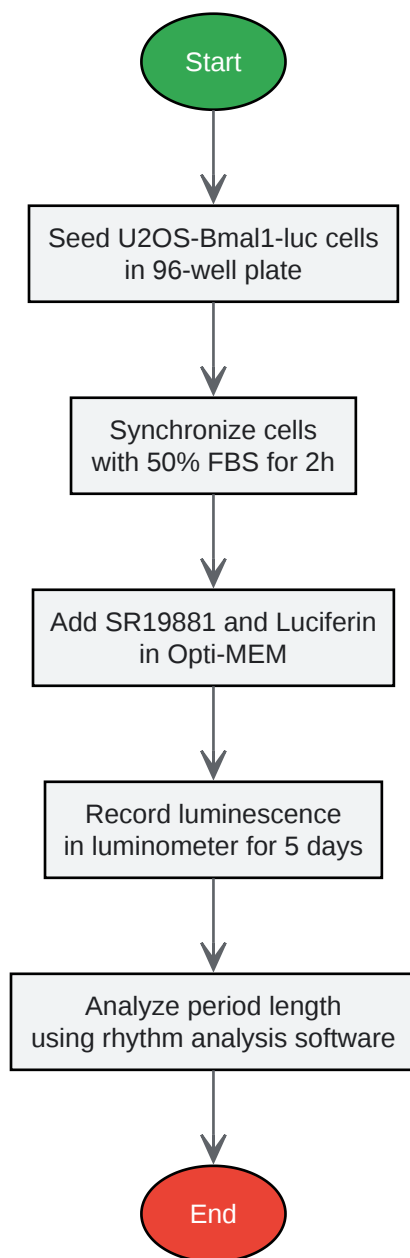 Start
Seed U2OS-Bmal1-luc cells
in 96-well plate
Synchronize cells
with 50% FBS for 2h
Add SR19881 and Luciferin
in Opti-MEM
Record luminescence
in luminometer for 5 days
Analyze period length
using rhythm analysis software
End